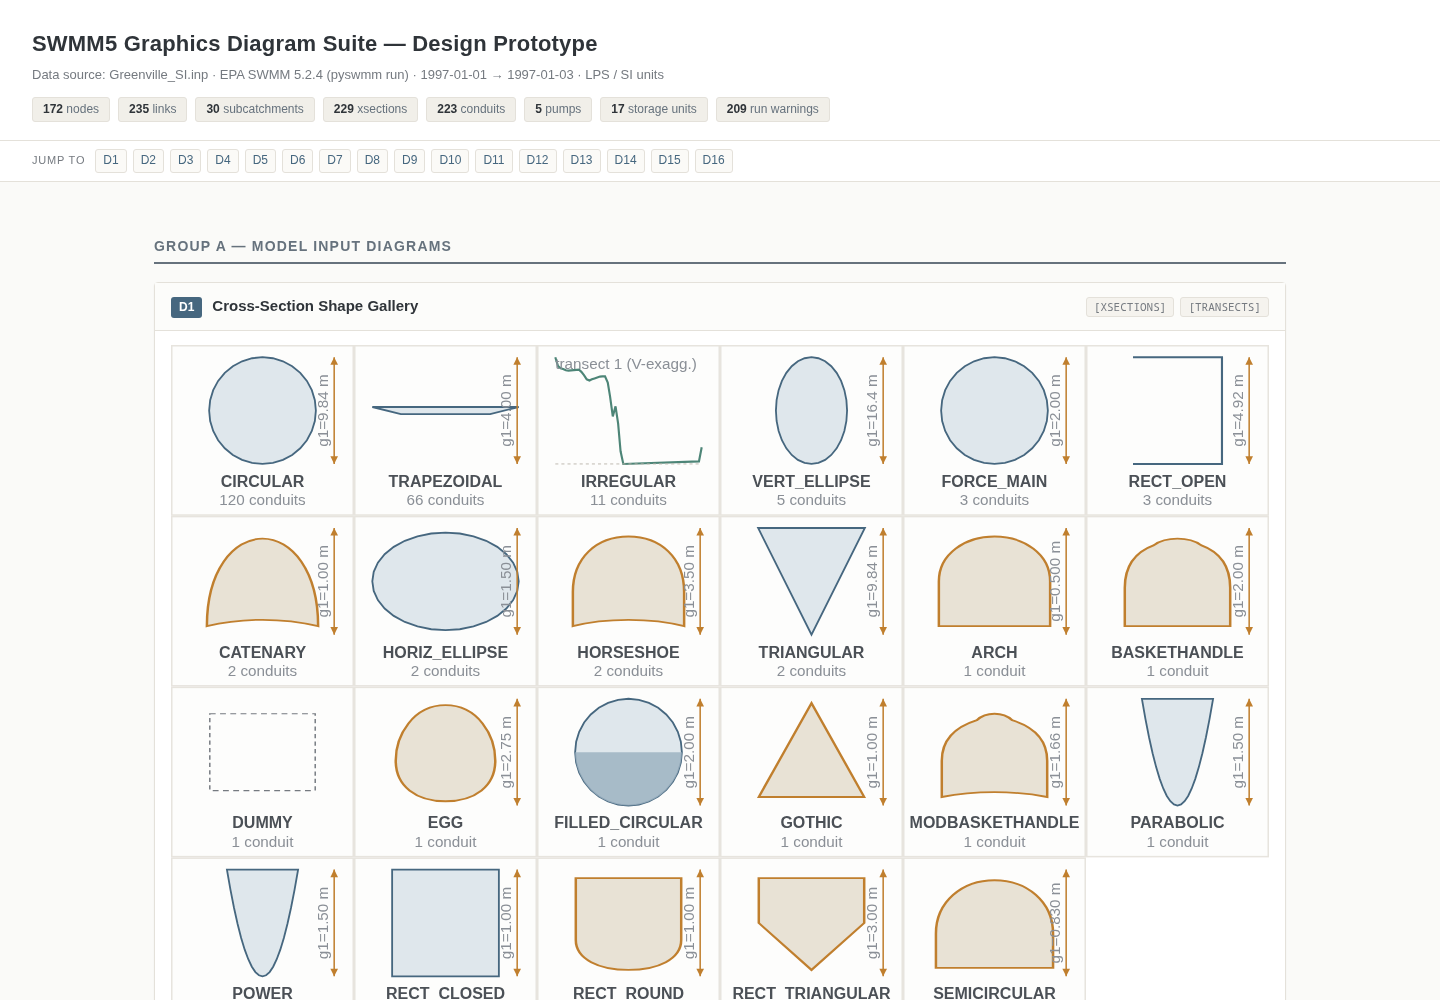 SWMM5 Graphics Diagram Suite — Design Prototype
Data source: Greenville_SI.inp · EPA SWMM 5.2.4 (pyswmm run) · 1997-01-01 → 1997-01-03 · LPS / SI units
172 nodes 235 links 30 subcatchments 229 xsections 223 conduits 5 pumps 17 storage units 209 run warnings
JUMP TO D1 D2 D3 D4 D5 D6 D7 D8 D9 D10 D11 D12 D13 D14 D15 D16
GROUP A — MODEL INPUT DIAGRAMS
D1 Cross-Section Shape Gallery [XSECTIONS] [TRANSECTS]
g1=9.84 m
CIRCULAR
120 conduits
g1=4.00 m
TRAPEZOIDAL
66 conduits
transect 1 (V-exagg.)
IRREGULAR
11 conduits
g1=16.4 m
VERT_ELLIPSE
5 conduits
g1=2.00 m
FORCE_MAIN
3 conduits
g1=4.92 m
RECT_OPEN
3 conduits
g1=1.00 m
CATENARY
2 conduits
g1=1.50 m
HORIZ_ELLIPSE
2 conduits
g1=3.50 m
HORSESHOE
2 conduits
g1=9.84 m
TRIANGULAR
2 conduits
g1=0.500 m
ARCH
1 conduit
g1=2.00 m
BASKETHANDLE
1 conduit
DUMMY
1 conduit
g1=2.75 m
EGG
1 conduit
g1=2.00 m
FILLED_CIRCULAR
1 conduit
g1=1.00 m
GOTHIC
1 conduit
g1=1.66 m
MODBASKETHANDLE
1 conduit
g1=1.50 m
PARABOLIC
1 conduit
g1=1.50 m
POWER
g1=1.00 m
RECT_CLOSED
g1=1.00 m
RECT_ROUND
g1=3.00 m
RECT_TRIANGULAR
g1=0.830 m
SEMICIRCULAR